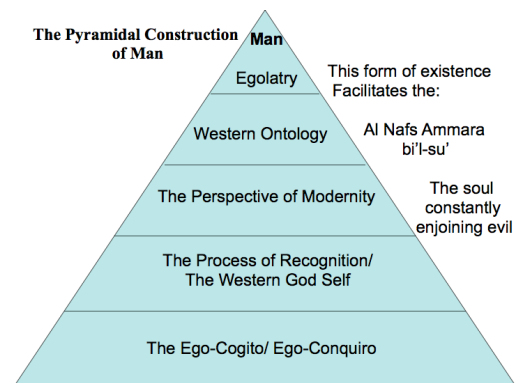 The Pyramidal Construction
of Man
Man
Egolatry
This form of existence
Facilitates the:
Western Ontology
Al Nafs Ammara
bi'l-su'
The Perspective of Modernity
The soul
constantly
enjoining evil
The Process of Recognition/
The Western God Self
The Ego-Cogito/ Ego-Conquiro